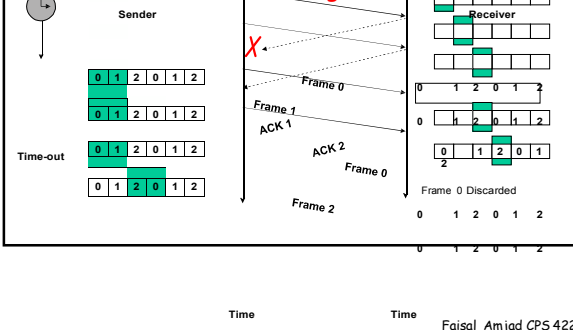 Sender
Receiver
X
0 1 2 0 1 2
Frame 0
0 1 2 0 1 2
Frame 1
0 1 2 0 1 2
ACK 1
0 1 2 0 1 2
0 1 2 0 1 2
ACK 2
0 1 2 0 1
2
Time-out
Frame 0
0 1 2 0 1 2
Frame 0 Discarded
Frame 2
0 1 2 0 1 2
0 1 2 0 1 2
Time
Time
Faisal Amjad CPS 422